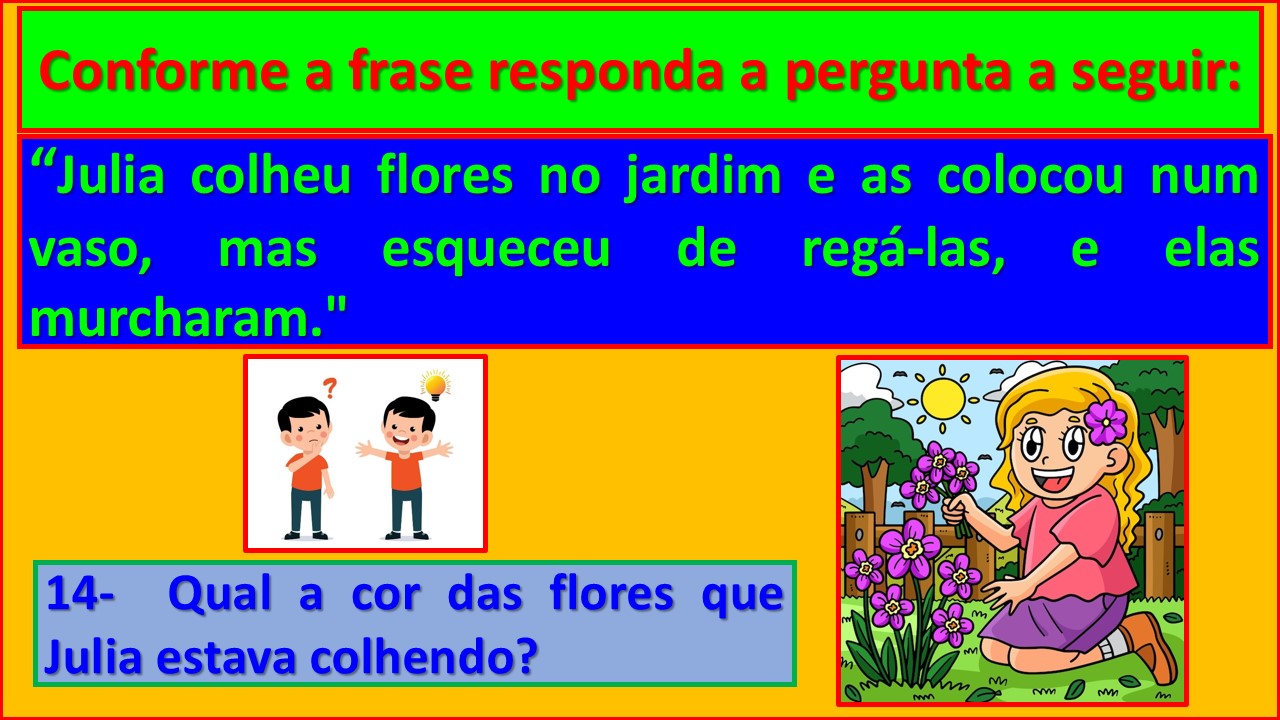 Conforme a frase responda a pergunta a seguir:
“Julia colheu flores no jardim e as colocou num
vaso, mas esqueceu de regá-las, e elas
murcharam."
?
14- Qual a cor das flores que
Julia estava colhendo?